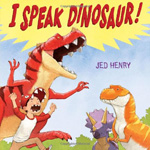 I SPEAK DINOSAUR!
JED HENRY